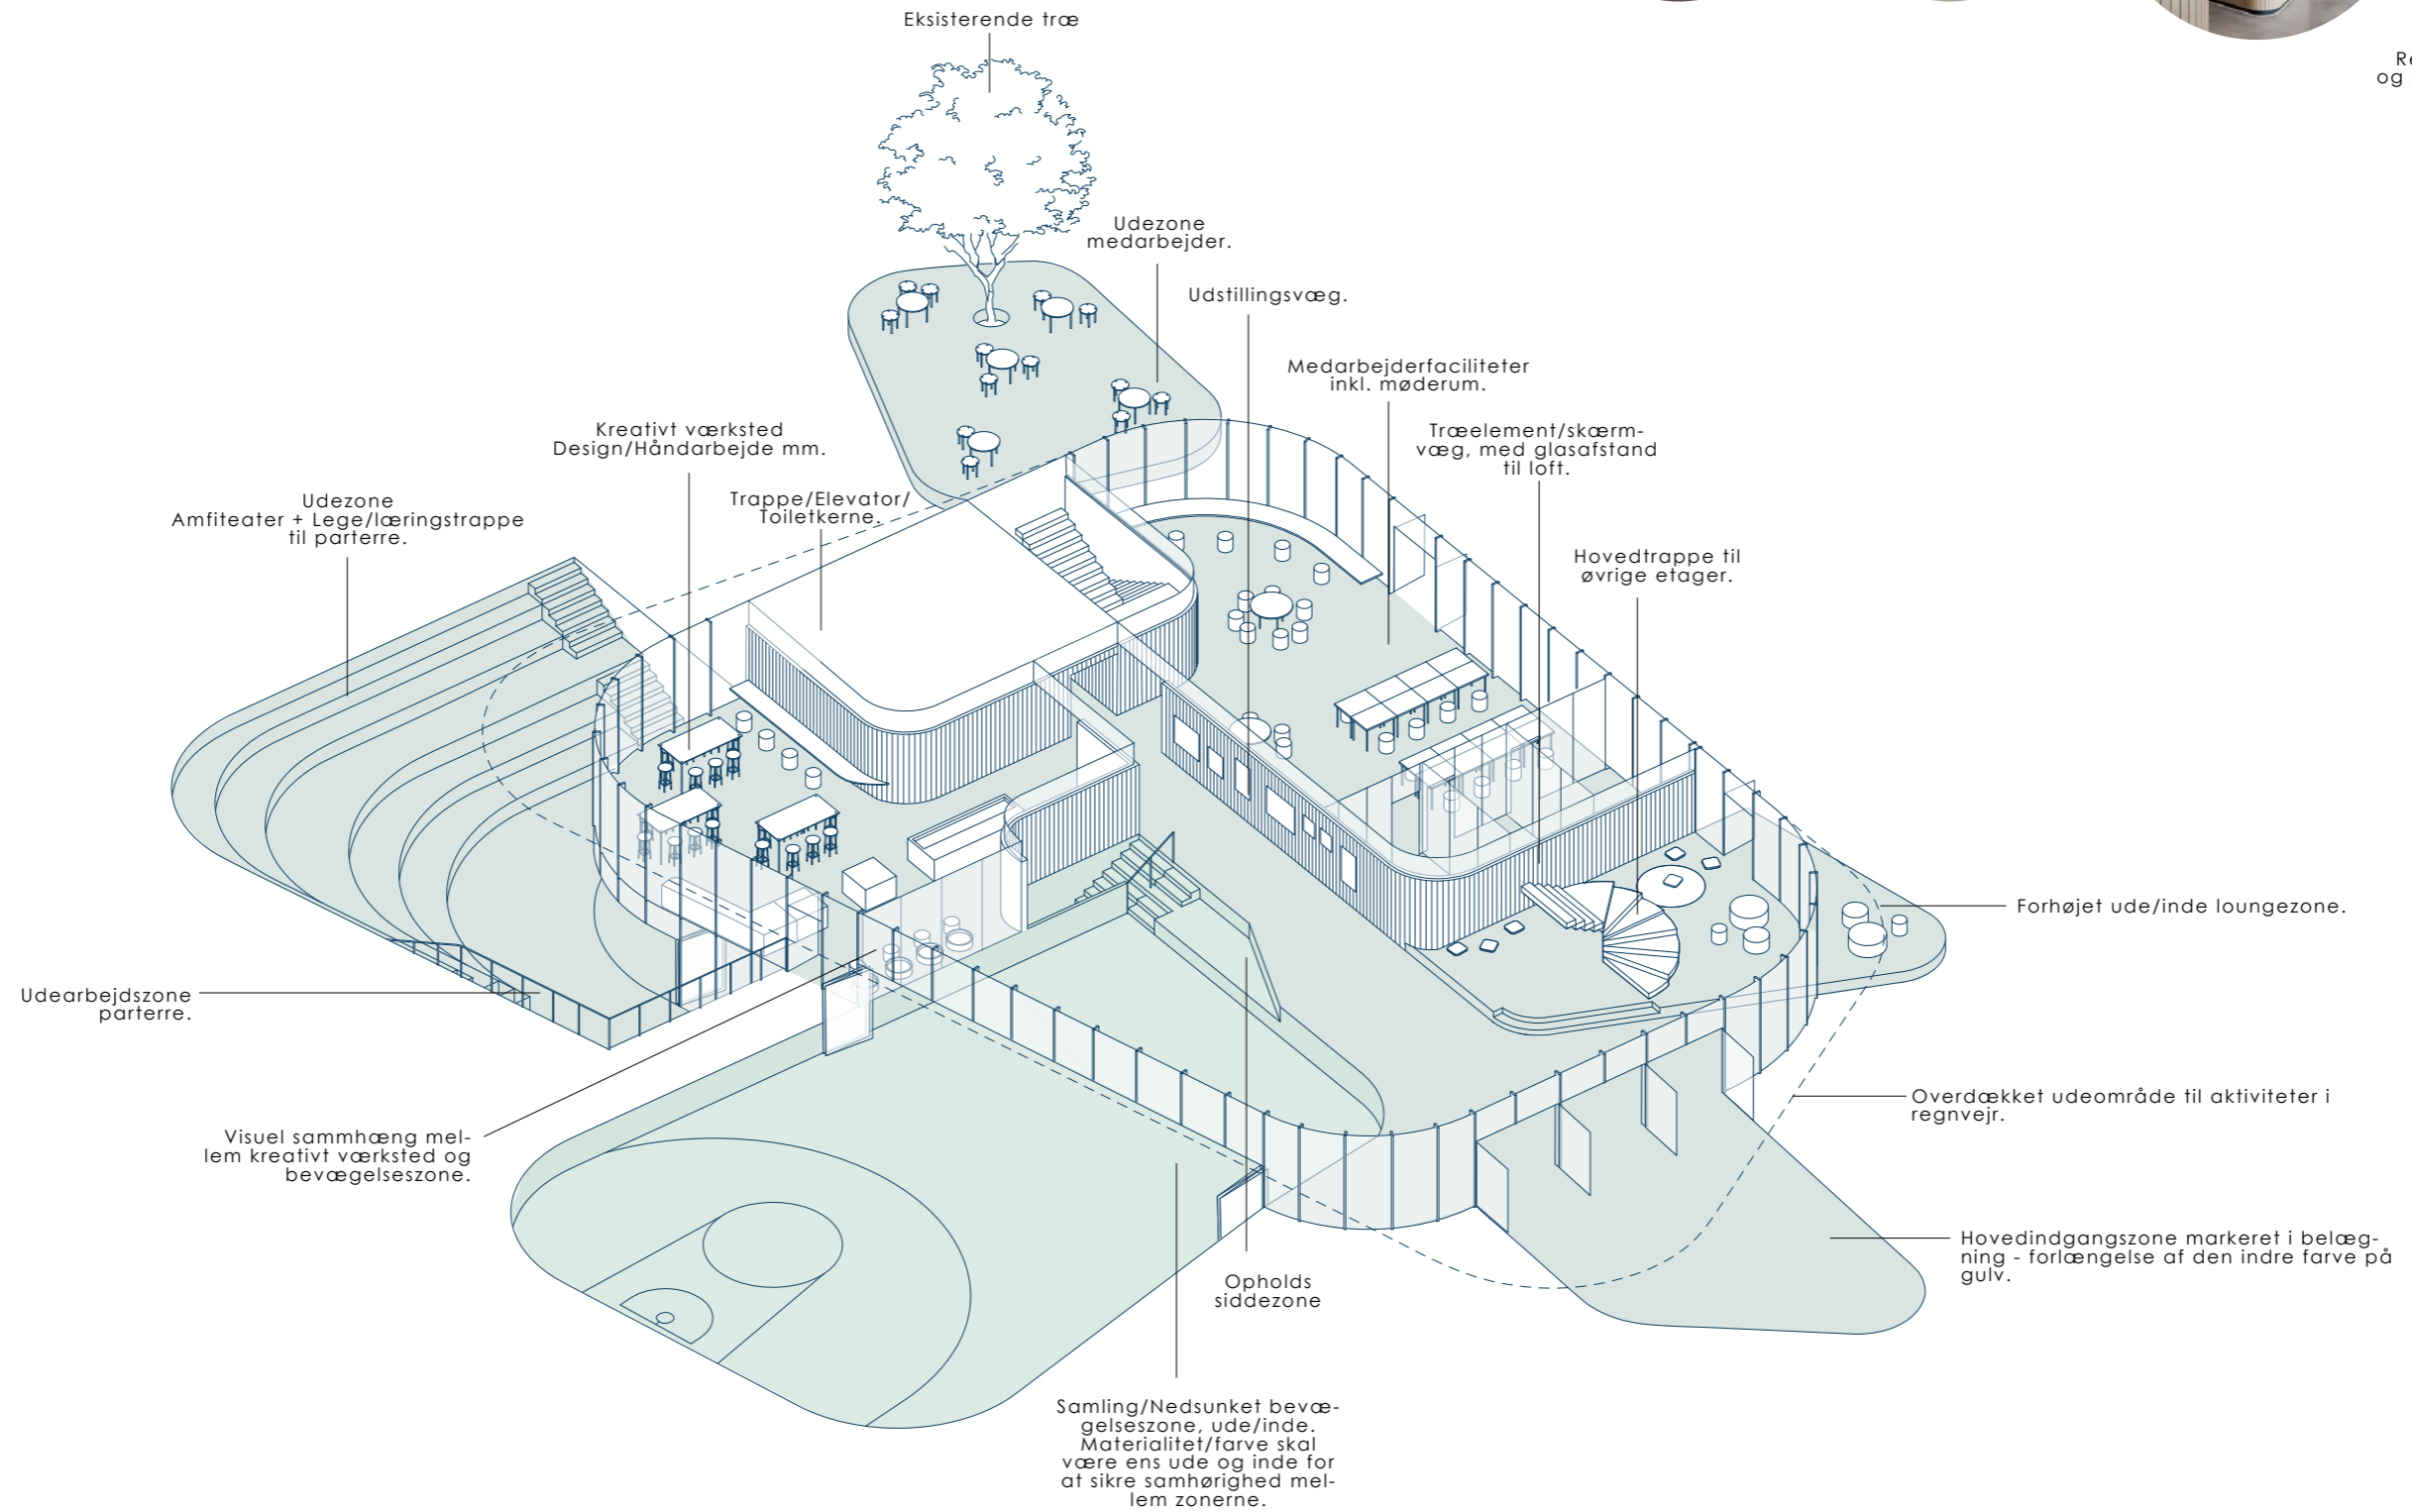 Eksisterende træ
Re
og
Udezone
medarbejder.
Udstillingsvæg.
Medarbejderfaciliteter
inkl. møderum.
Kreativt værksted
Design/Håndarbejde mm.
Træelement/skærm-
væg, med glasafstand
til loft.
Udezone
Amfiteater + Lege/læringstrappe
til parterre.
Trappe/Elevator/
Toiletkerne.
Hovedtrappe til
øvrige etager.
Forhøjet ude/inde loungezone.
Udearbejdszone
parterre.
Overdækket udeområde til aktiviteter i
regnvejr.
Visuel sammhæng mel-
lem kreativt værksted og
bevægelseszone.
Hovedindgangszone markeret i belæg-
ning - forlængelse af den indre farve på
gulv.
Opholds
siddezone
Samling/Nedsunket bevæ-
gelseszone, ude/inde.
Materialitet/farve skal
være ens ude og inde for
at sikre samhørighed mel-
lem zonerne.